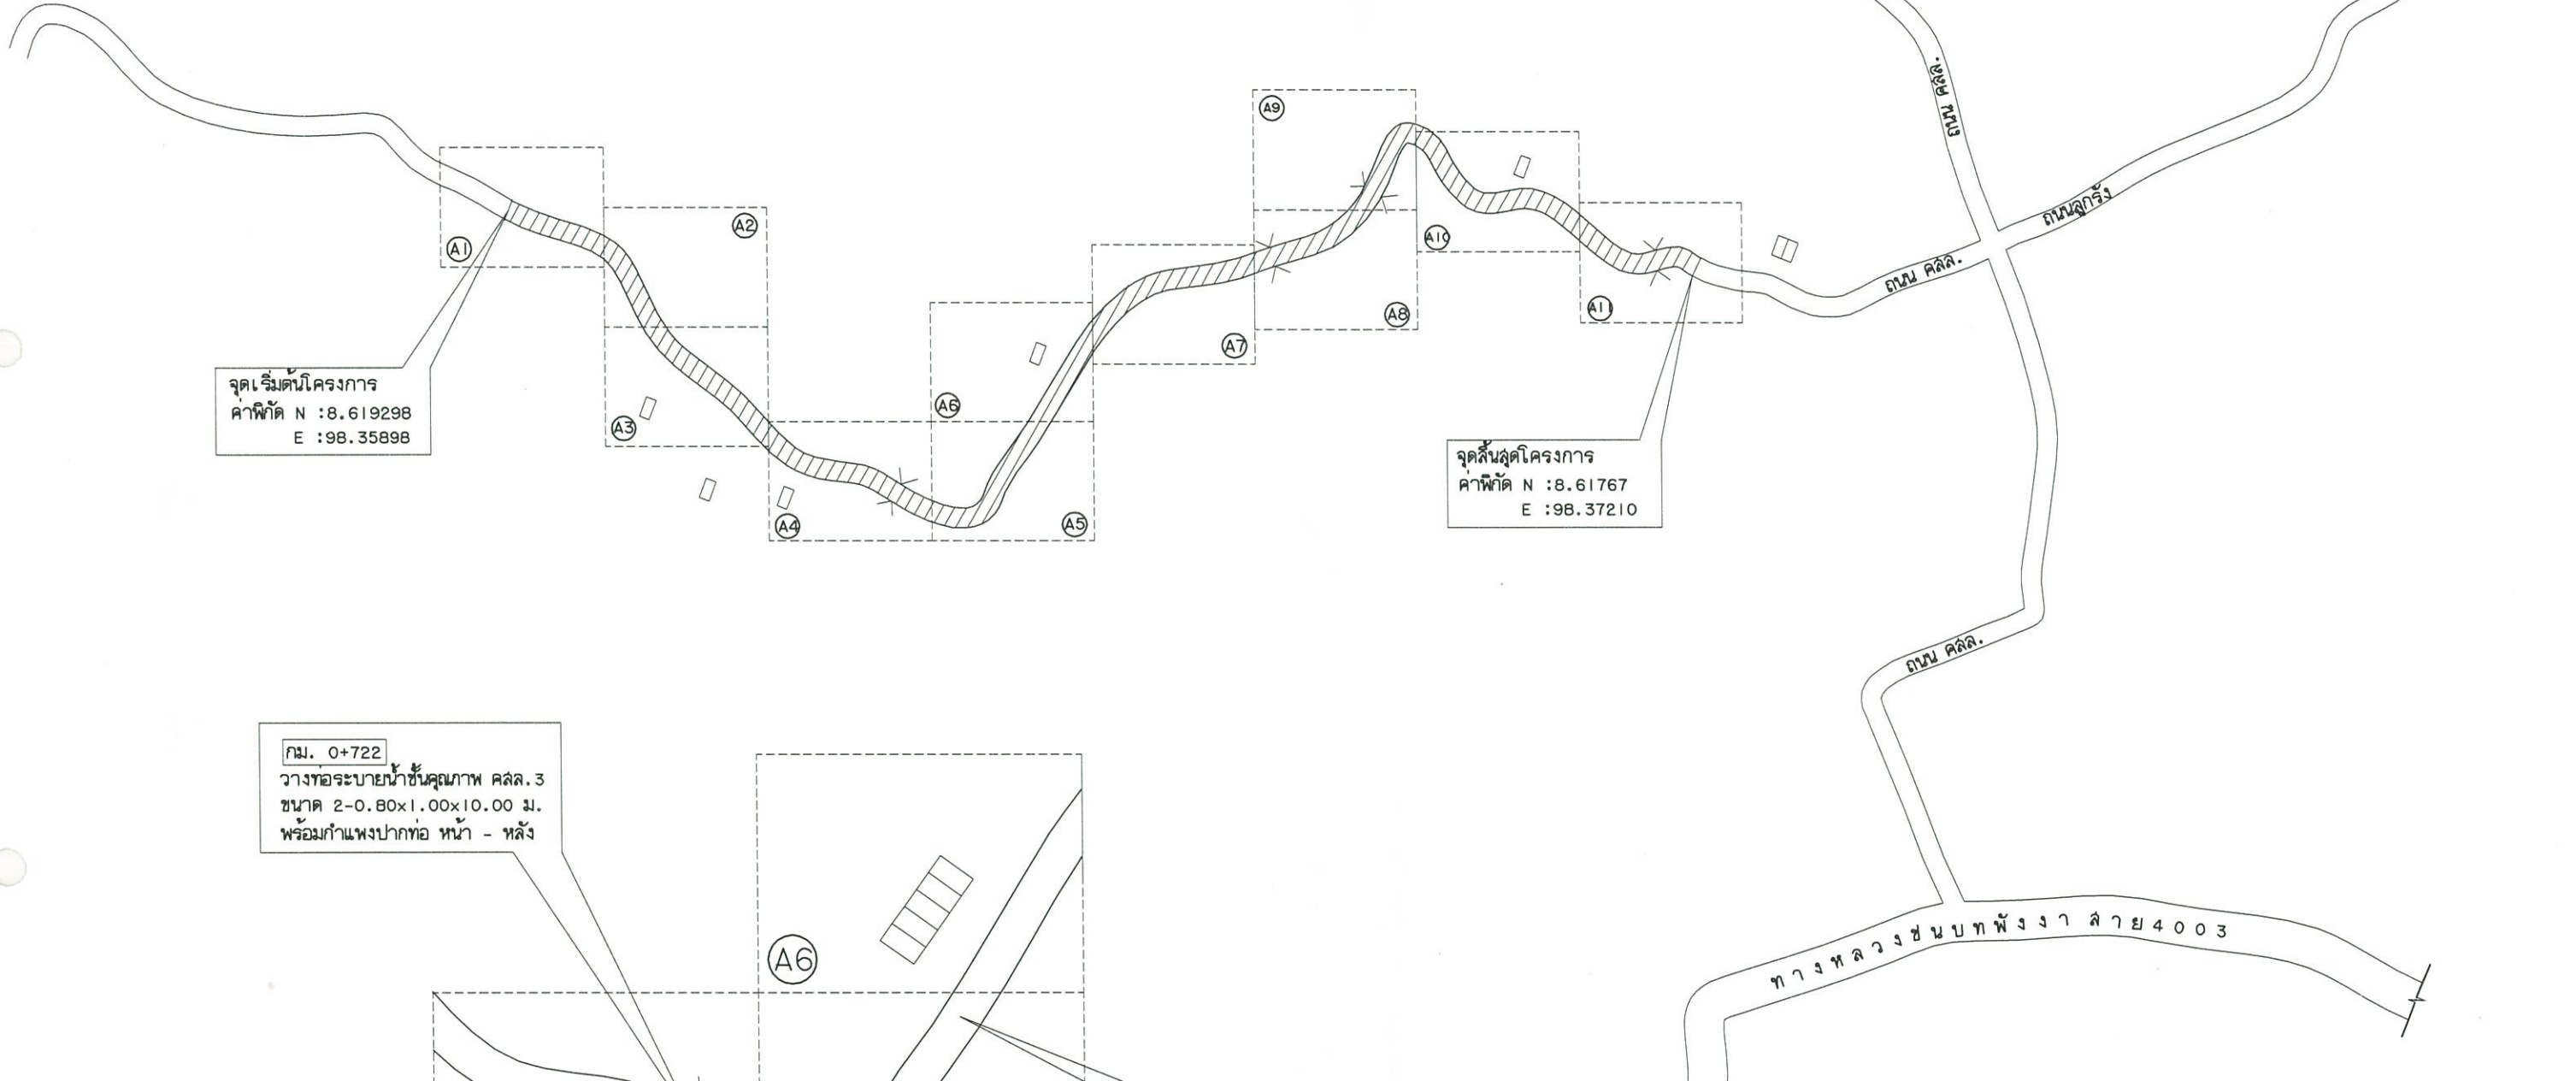 A1
A2
A3
A4
A5
A6
A7
A8
A9
A10
A11
ถนน คสล.
ถนนลูกรัง
ถนน คสล.
จุดเริ่มต้นโครงการ
ค่าพิกัด N :8.619298
E :98.35898
จุดสิ้นสุดโครงการ
ค่าพิกัด N :8.61767
E :98.37210
ถนน คสล.
กม. 0+722
วางท่อระบายน้ำชั้นคุณภาพ คสล.3
ขนาด 2-0.80x1.00x10.00 ม.
พร้อมกำแพงปากท่อ หน้า - หลัง
A6
ทางหลวงชนบทพังงา สาย4003